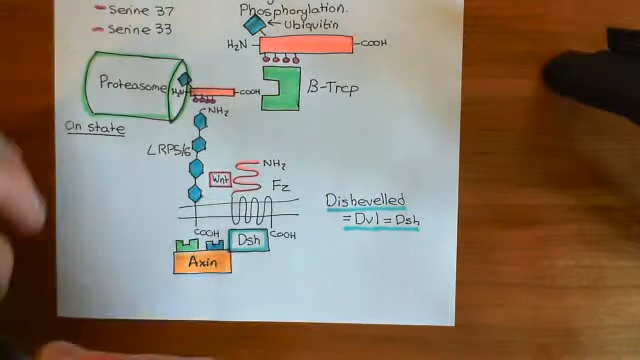 Phosphorylation.
Serine 37
Serine 33
Ubiquitin
H₂N
COOH
Proteasome
H₂N
COOH
β-Trcp
On state
NH₂
LRP5/6
NH₂
Wnt
Fz
Dishevelled
= Dvl = Dsh
COOH
Dsh
COOH
Axin